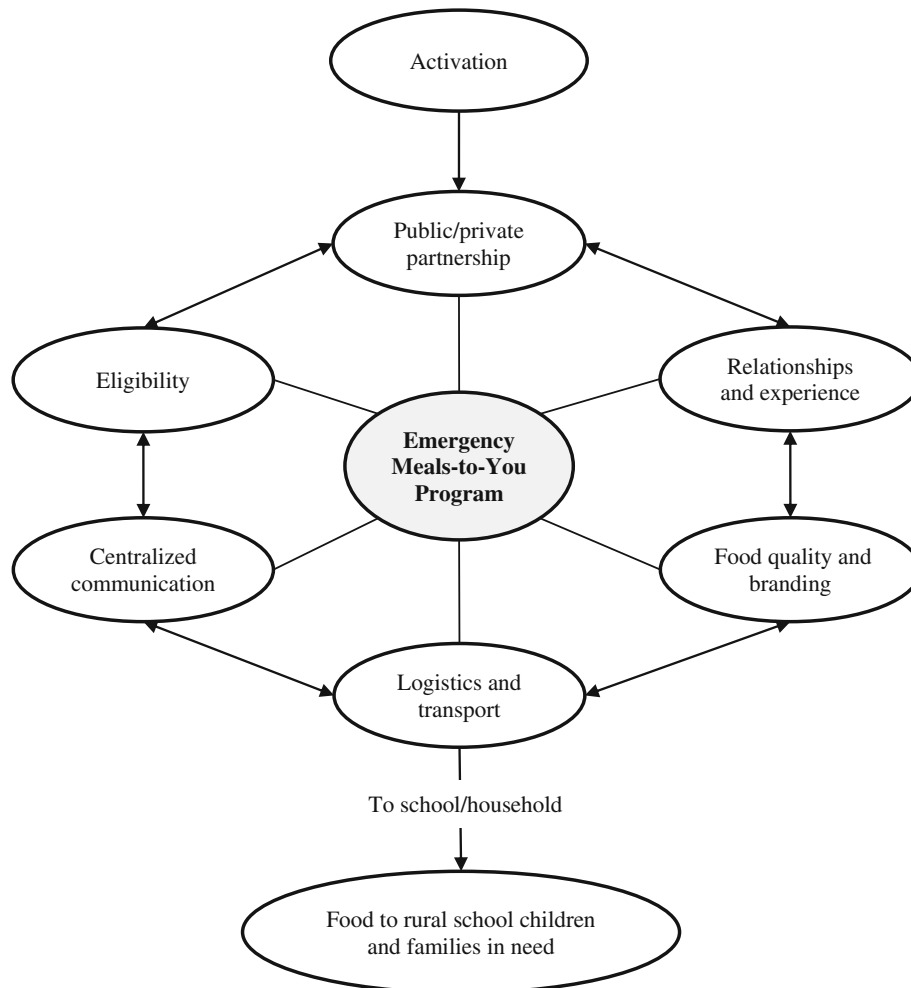 Activation
Public/private
partnership
Eligibility
Relationships
and experience
Emergency
Meals-to-You
Program
Centralized
communication
Food quality and
branding
Logistics and
transport
To school/household
Food to rural school children
and families in need